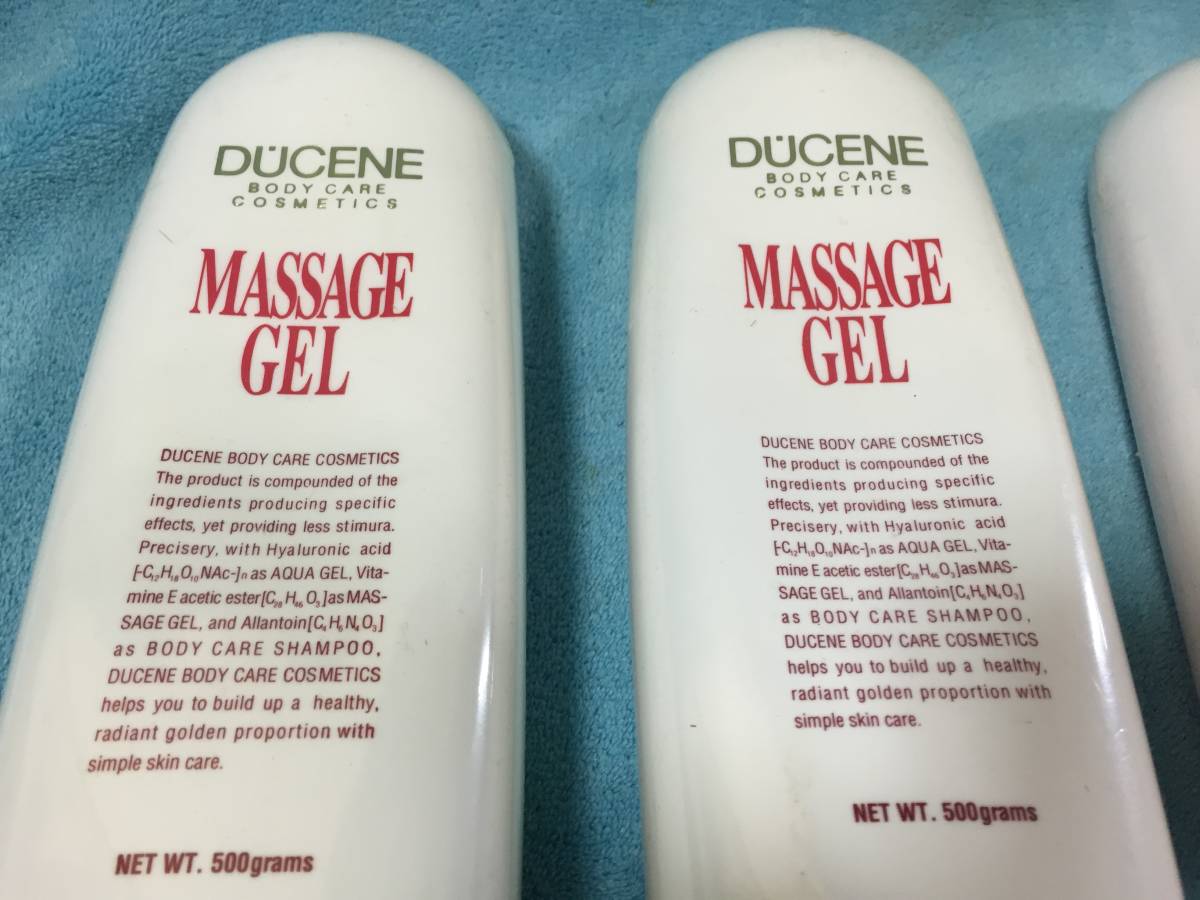 DÜCENE
BODY CARE
COSMETICS
MASSAGE
GEL
DUCENE BODY CARE COSMETICS
The product is compounded of the
ingredients producing specific
effects, yet providing less stimura.
Precisery, with Hyaluronic acid
[-C₁₇H₁₈O₁₀NAc-]n as AQUA GEL, Vita-
mine E acetic ester[C₂₈H₄₆O₃]as MAS-
SAGE GEL, and Allantoin[C₄H₆N₄O₃]
as BODY CARE SHAMPOO,
DUCENE BODY CARE COSMETICS
helps you to build up a healthy,
radiant golden proportion with
simple skin care.
NET WT. 500grams
DÜCENE
BODY CARE
COSMETICS
MASSAGE
GEL
DUCENE BODY CARE COSMETICS
The product is compounded of the
ingredients producing specific
effects, yet providing less stimura.
Precisery, with Hyaluronic acid
[-C₁₇H₁₈O₁₀NAc-]n as AQUA GEL, Vita-
mine E acetic ester[C₂₈H₄₆O₃]as MAS-
SAGE GEL, and Allantoin[C₄H₆N₄O₃]
as BODY CARE SHAMPOO,
DUCENE BODY CARE COSMETICS
helps you to build up a healthy,
radiant golden proportion with
simple skin care.
NET WT. 500grams